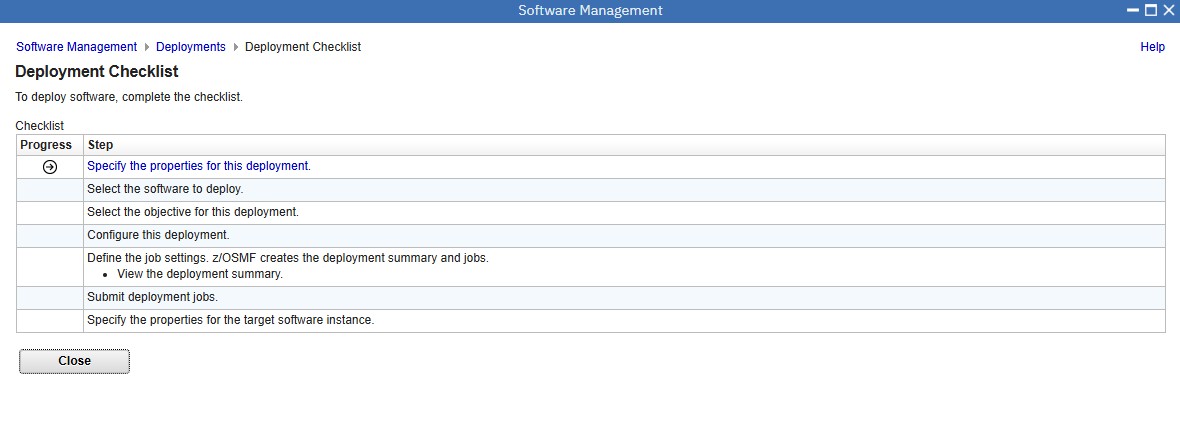 Software Management
Software Management Deployments Deployment Checklist Help
Deployment Checklist
To deploy software, complete the checklist.
Checklist
Progress Step
Specify the properties for this deployment.
Select the software to deploy.
Select the objective for this deployment.
Configure this deployment.
Define the job settings. z/OSMF creates the deployment summary and jobs.
• View the deployment summary.
Submit deployment jobs.
Specify the properties for the target software instance.
Close